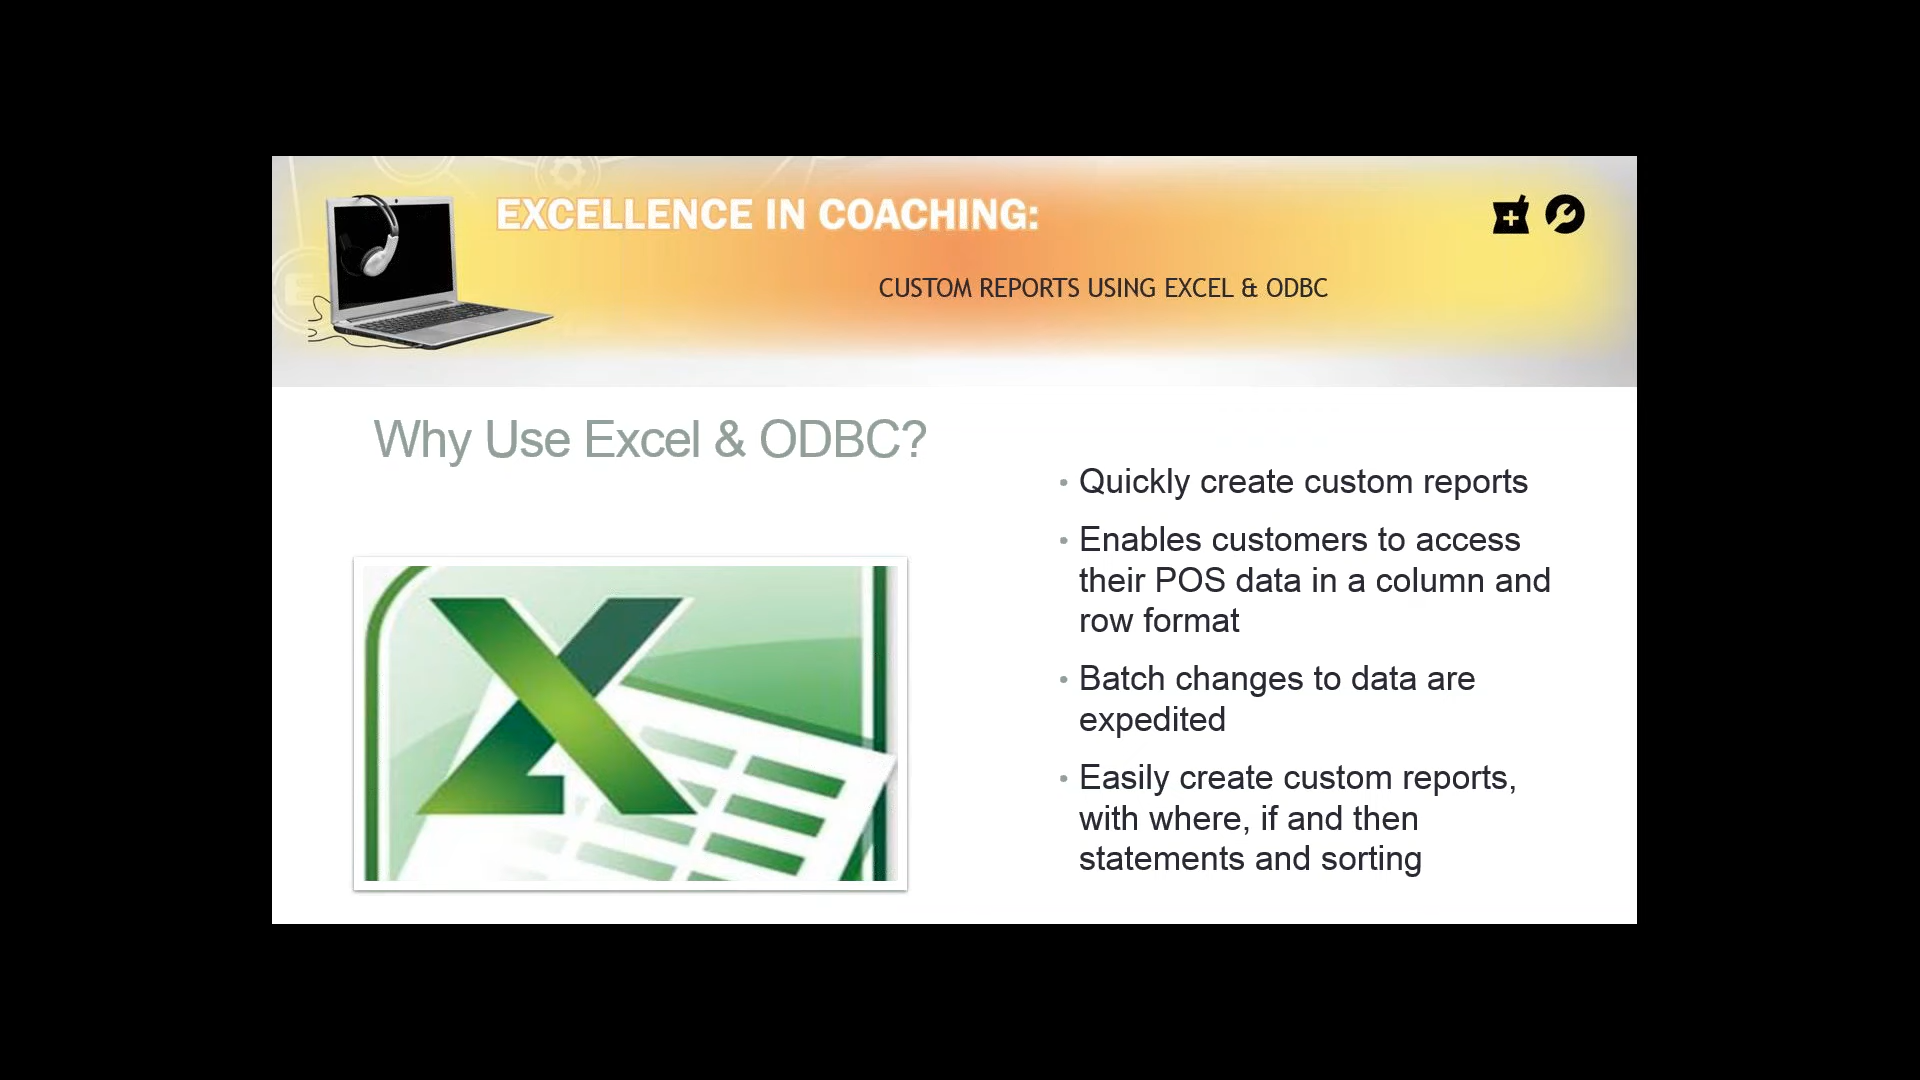 EXCELLENCE IN COACHING:
CUSTOM REPORTS USING EXCEL & ODBC
Why Use Excel & ODBC?
• Quickly create custom reports
• Enables customers to access
their POS data in a column and
row format
• Batch changes to data are
expedited
• Easily create custom reports,
with where, if and then
statements and sorting